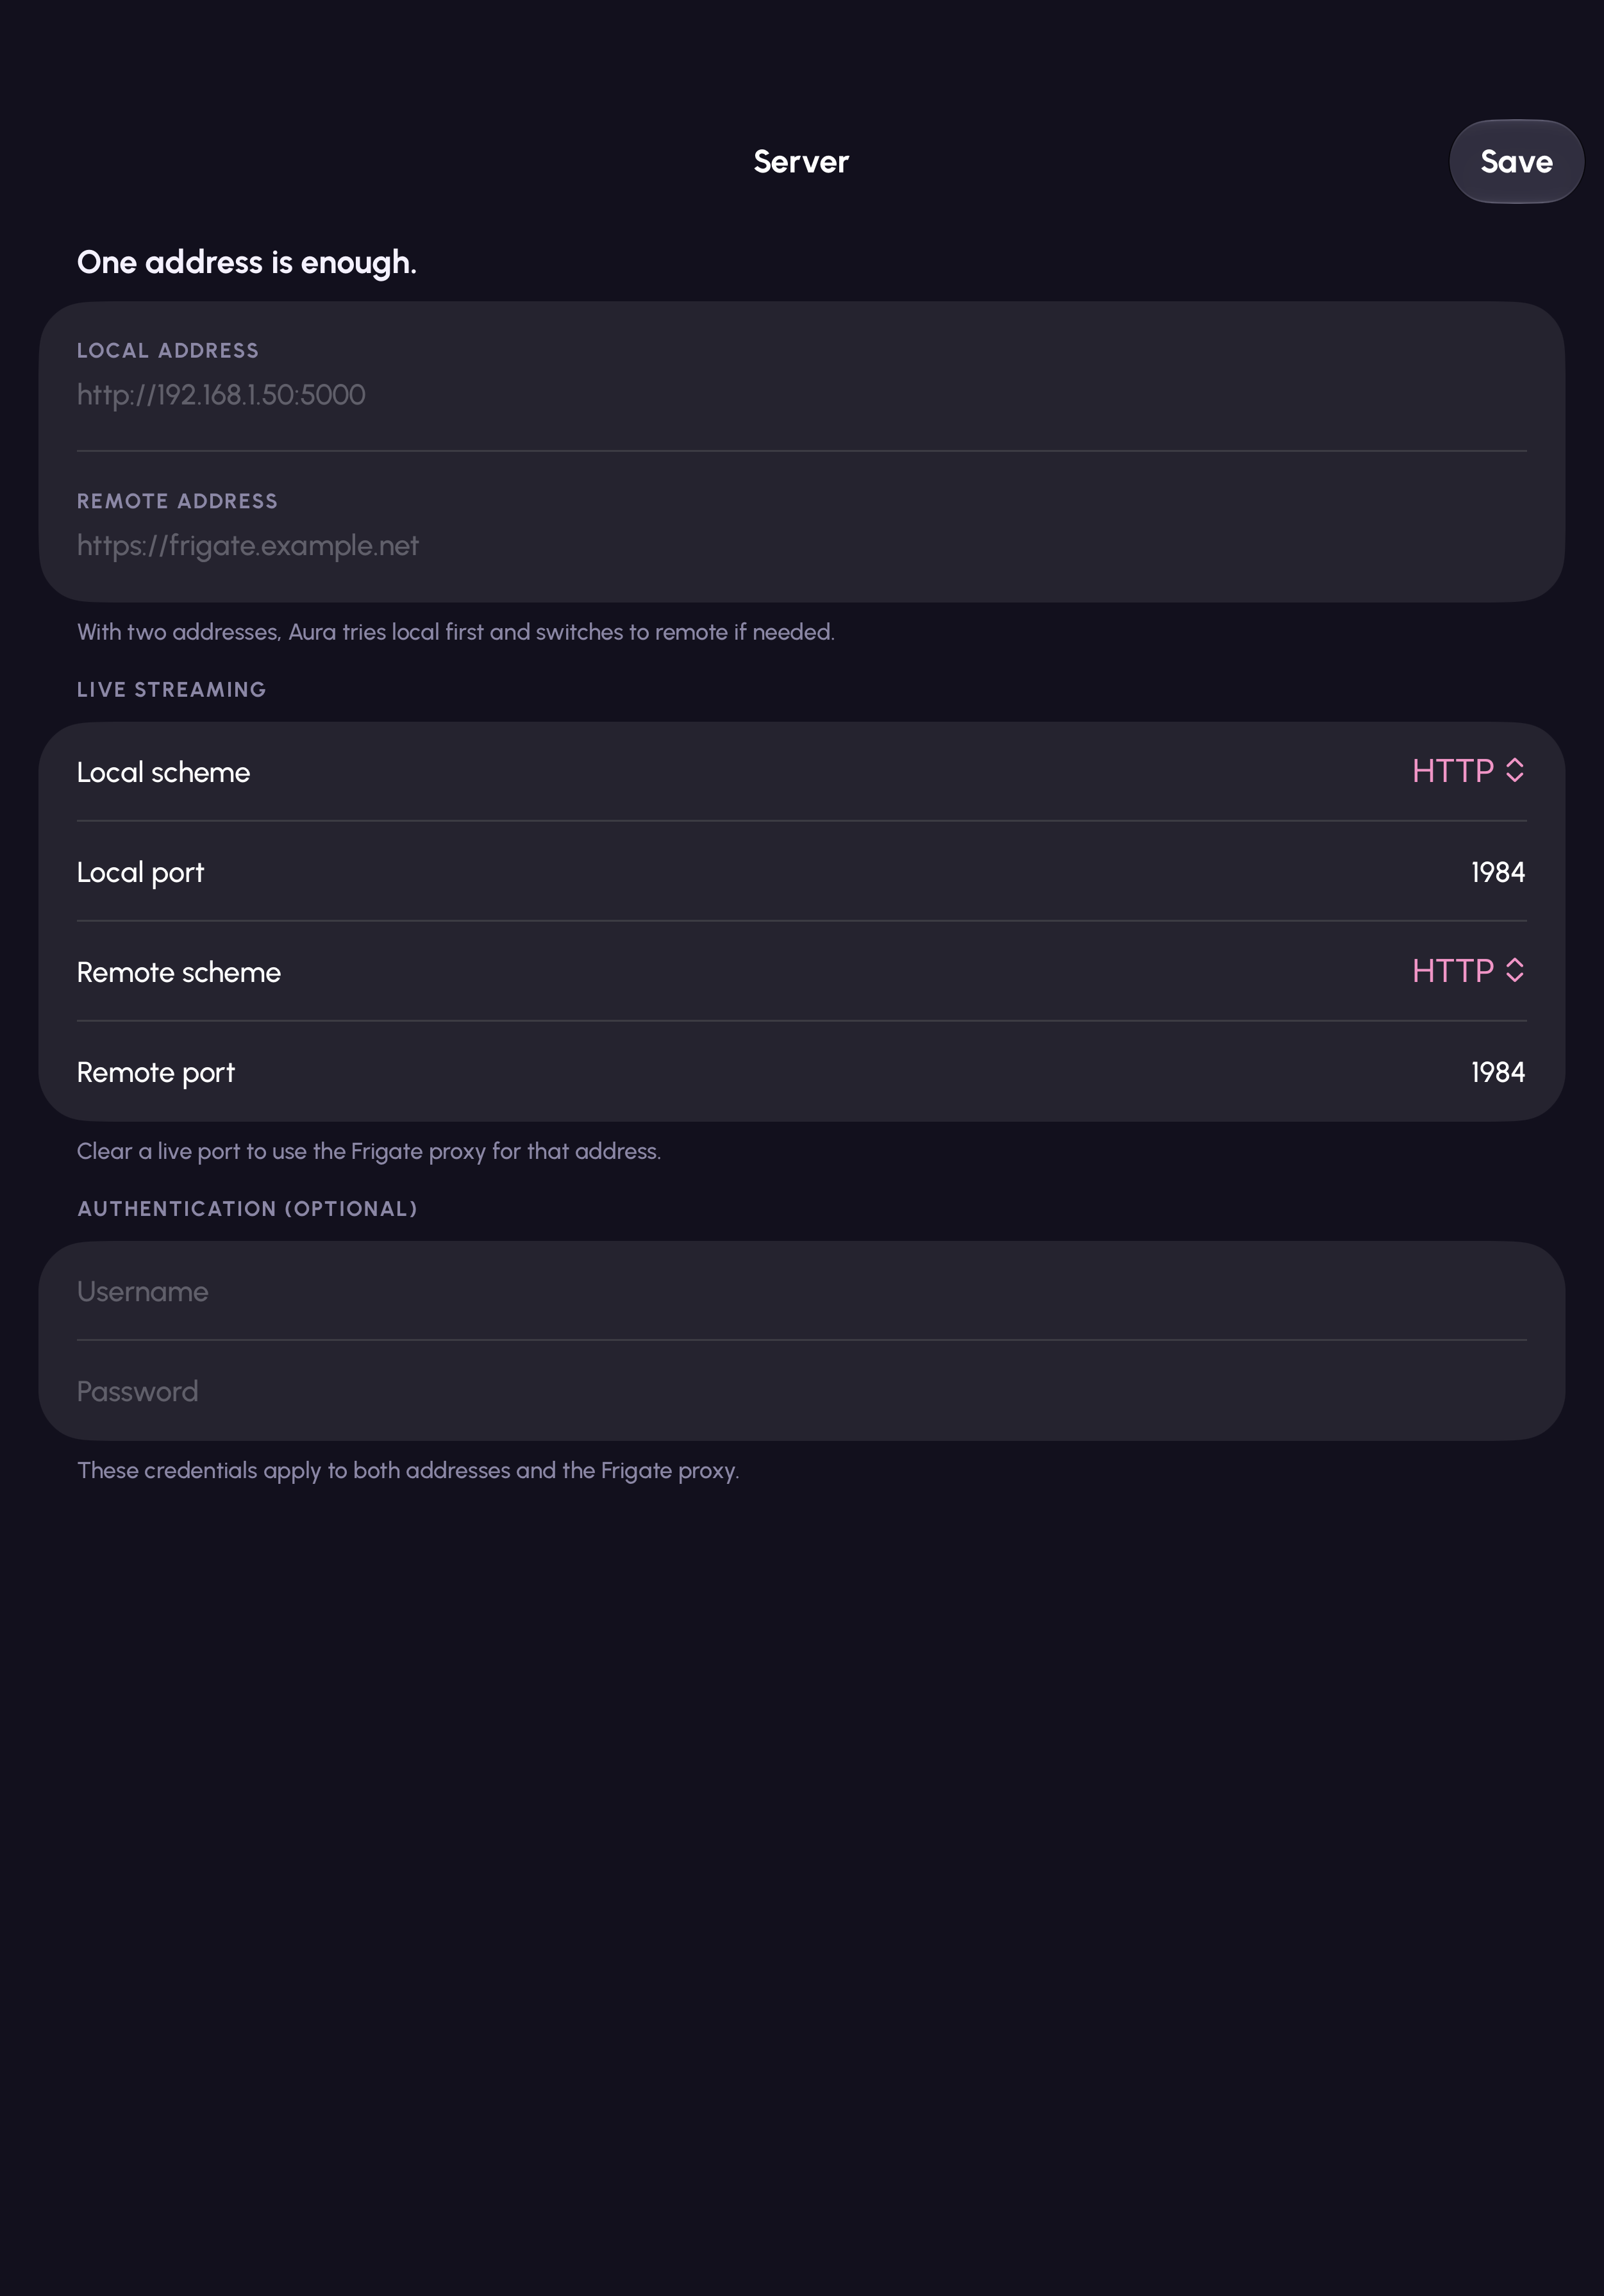 Server
Save
One address is enough.
LOCAL ADDRESS
http://192.168.1.50:5000
REMOTE ADDRESS
https://frigate.example.net
With two addresses, Aura tries local first and switches to remote if needed.
LIVE STREAMING
Local scheme HTTP
Local port 1984
Remote scheme HTTP
Remote port 1984
Clear a live port to use the Frigate proxy for that address.
AUTHENTICATION (OPTIONAL)
Username
Password
These credentials apply to both addresses and the Frigate proxy.